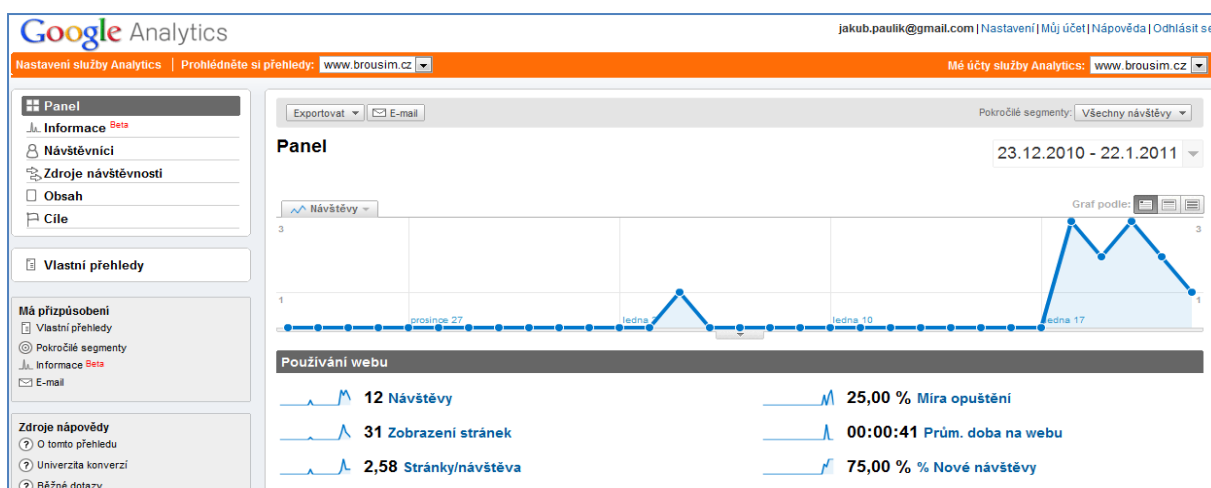 Google Analytics
jakub.paulik@gmail.com | Nastavení | Můj účet | Nápověda | Odhlásit se
Nastavení služby Analytics | Prohlédněte si přehledy: www.brousim.cz
Mé účty služby Analytics: www.brousim.cz
Panel
Informace Beta
Návštěvníci
Zdroje návštěvnosti
Obsah
Cíle
Vlastní přehledy
Má přizpůsobení
Vlastní přehledy
Pokročilé segmenty
Informace Beta
E-mail
Zdroje nápovědy
O tomto přehledu
Univerzita konverzí
Běžné dotazy
Exportovat E-mail
Pokročilé segmenty: Všechny návštěvy
Panel
23.12.2010 - 22.1.2011
Návštěvy
Graf podle:
3 3
1 1
prosince 27 ledna ledna 10 ledna 17
Používání webu
12 Návštěvy
25,00 % Míra opuštění
31 Zobrazení stránek
00:00:41 Prům. doba na webu
2,58 Stránky/návštěva
75,00 % % Nové návštěvy